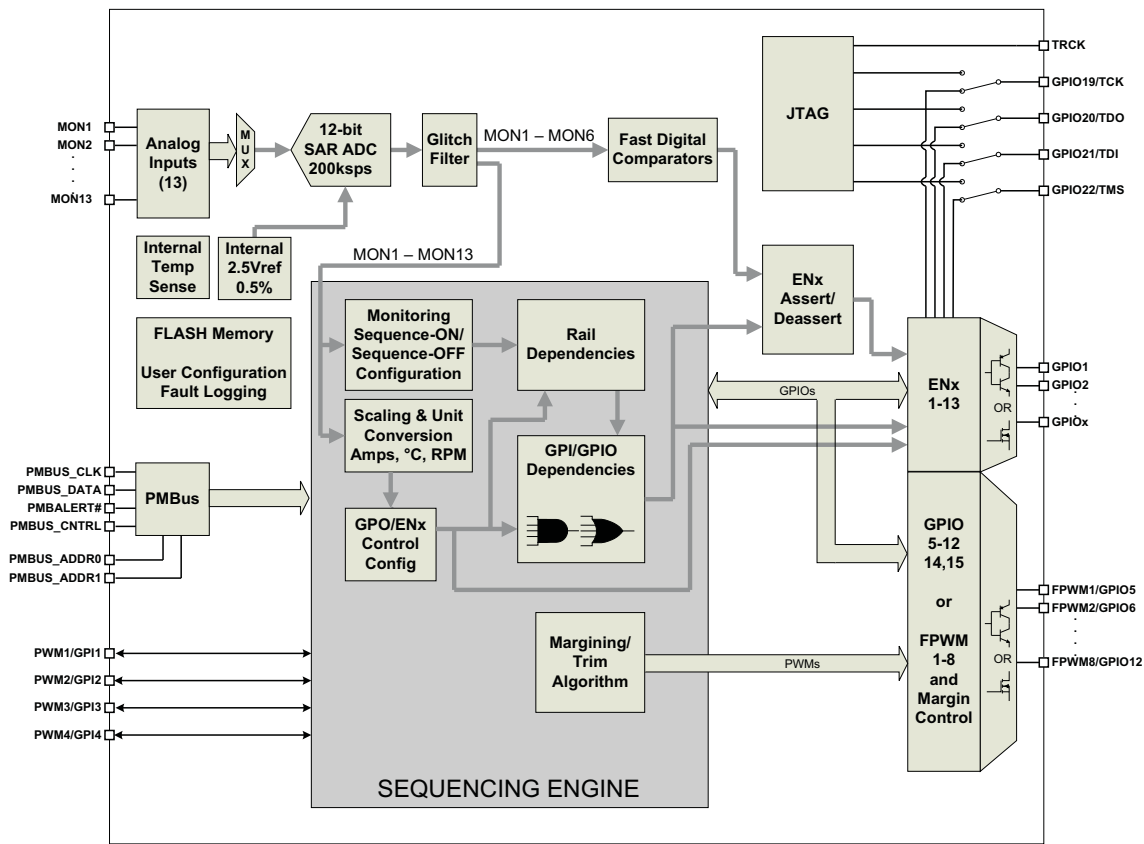 TRCK
GPIO19/TCK
GPIO20/TDO
GPIO21/TDI
GPIO22/TMS
JTAG
MON1
MON2
MON13
Analog
Inputs
(13)
MUX
12-bit
SAR ADC
200ksps
Glitch
Filter
MON1 – MON6
Fast Digital
Comparators
Internal
Temp
Sense
Internal
2.5Vref
0.5%
MON1 – MON13
ENx
Assert/
Deassert
FLASH Memory
User Configuration
Fault Logging
Monitoring
Sequence-ON/
Sequence-OFF
Configuration
Rail
Dependencies
Scaling & Unit
Conversion
Amps, °C, RPM
GPI/GPIO
Dependencies
GPO/ENx
Control
Config
GPIOs
ENx
1-13
OR
GPIO1
GPIO2
GPIOx
PMBUS_CLK
PMBUS_DATA
PMBALERT#
PMBUS_CNTRL
PMBUS_ADDR0
PMBUS_ADDR1
PMBus
GPIO
5-12
14,15
or
FPWM
1-8
and
Margin
Control
OR
FPWM1/GPIO5
FPWM2/GPIO6
FPWM8/GPIO12
PWM1/GPI1
PWM2/GPI2
PWM3/GPI3
PWM4/GPI4
Margining/
Trim
Algorithm
PWMs
SEQUENCING ENGINE